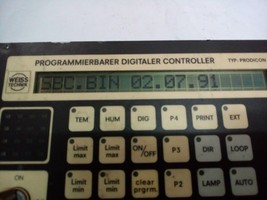 PROGRAMMIERBARER DIGITALER CONTROLLER TYP: PRODICON
WEISS
TECHNIK
SBC.BIN 02.07.91
TEM HUM DIG P4 PRINT EXT
Limit max Limit max ON/OFF P3 DIR LOOP
ON
Limit min Limit min clear prgrm. P2 LAMP AUTO